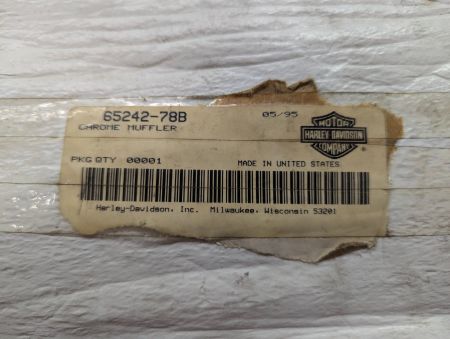 65242-78B 05/95
CHROME MUFFLER
MOTOR
HARLEY-DAVIDSON
COMPANY
PKG QTY 00001 MADE IN UNITED STATES
Harley-Davidson, Inc. Milwaukee, Wisconsin 53201